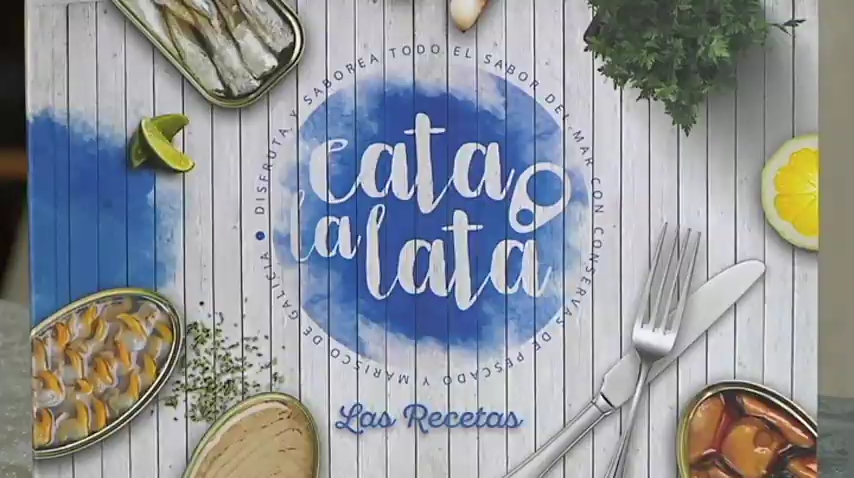 DISFRUTA Y SABOREA TODO EL SABOR DEL MAR CON CONSERVAS DE PESCADO Y MARISCO DE GALICIA
cata
la lata
Las Recetas